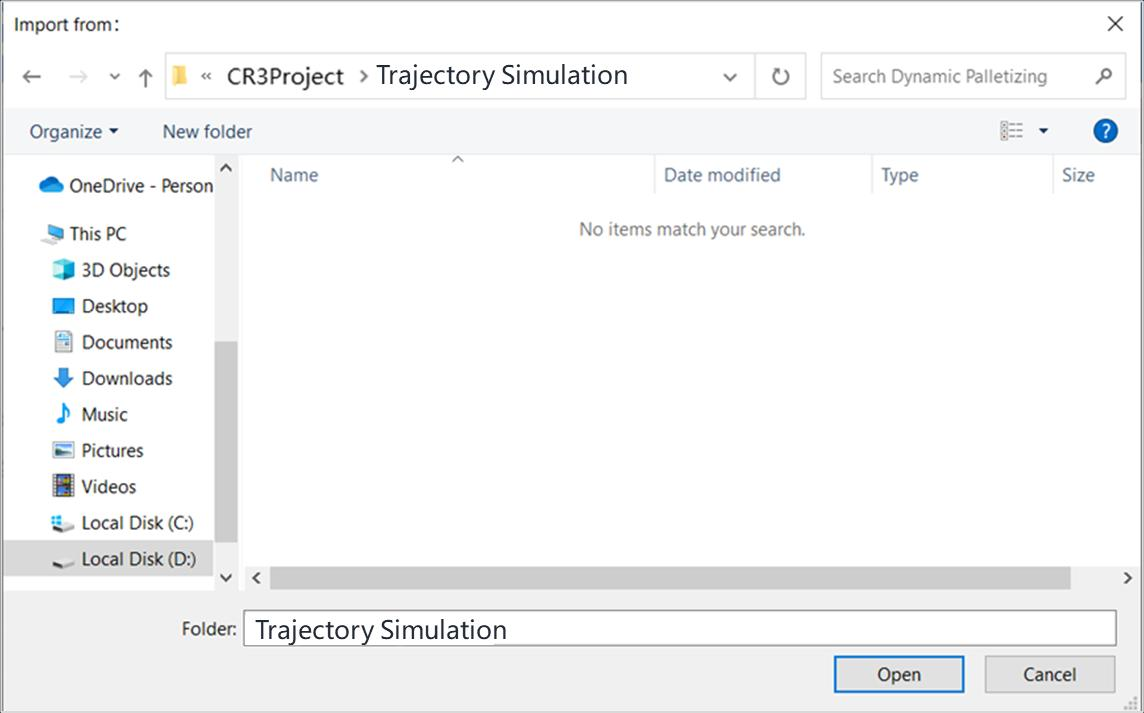 Import from:
« CR3Project > Trajectory Simulation
Search Dynamic Palletizing
Organize
New folder
?
Name
Date modified
Type
Size
No items match your search.
OneDrive - Person
This PC
3D Objects
Desktop
Documents
Downloads
Music
Pictures
Videos
Local Disk (C:)
Local Disk (D:)
Folder: Trajectory Simulation
Open
Cancel